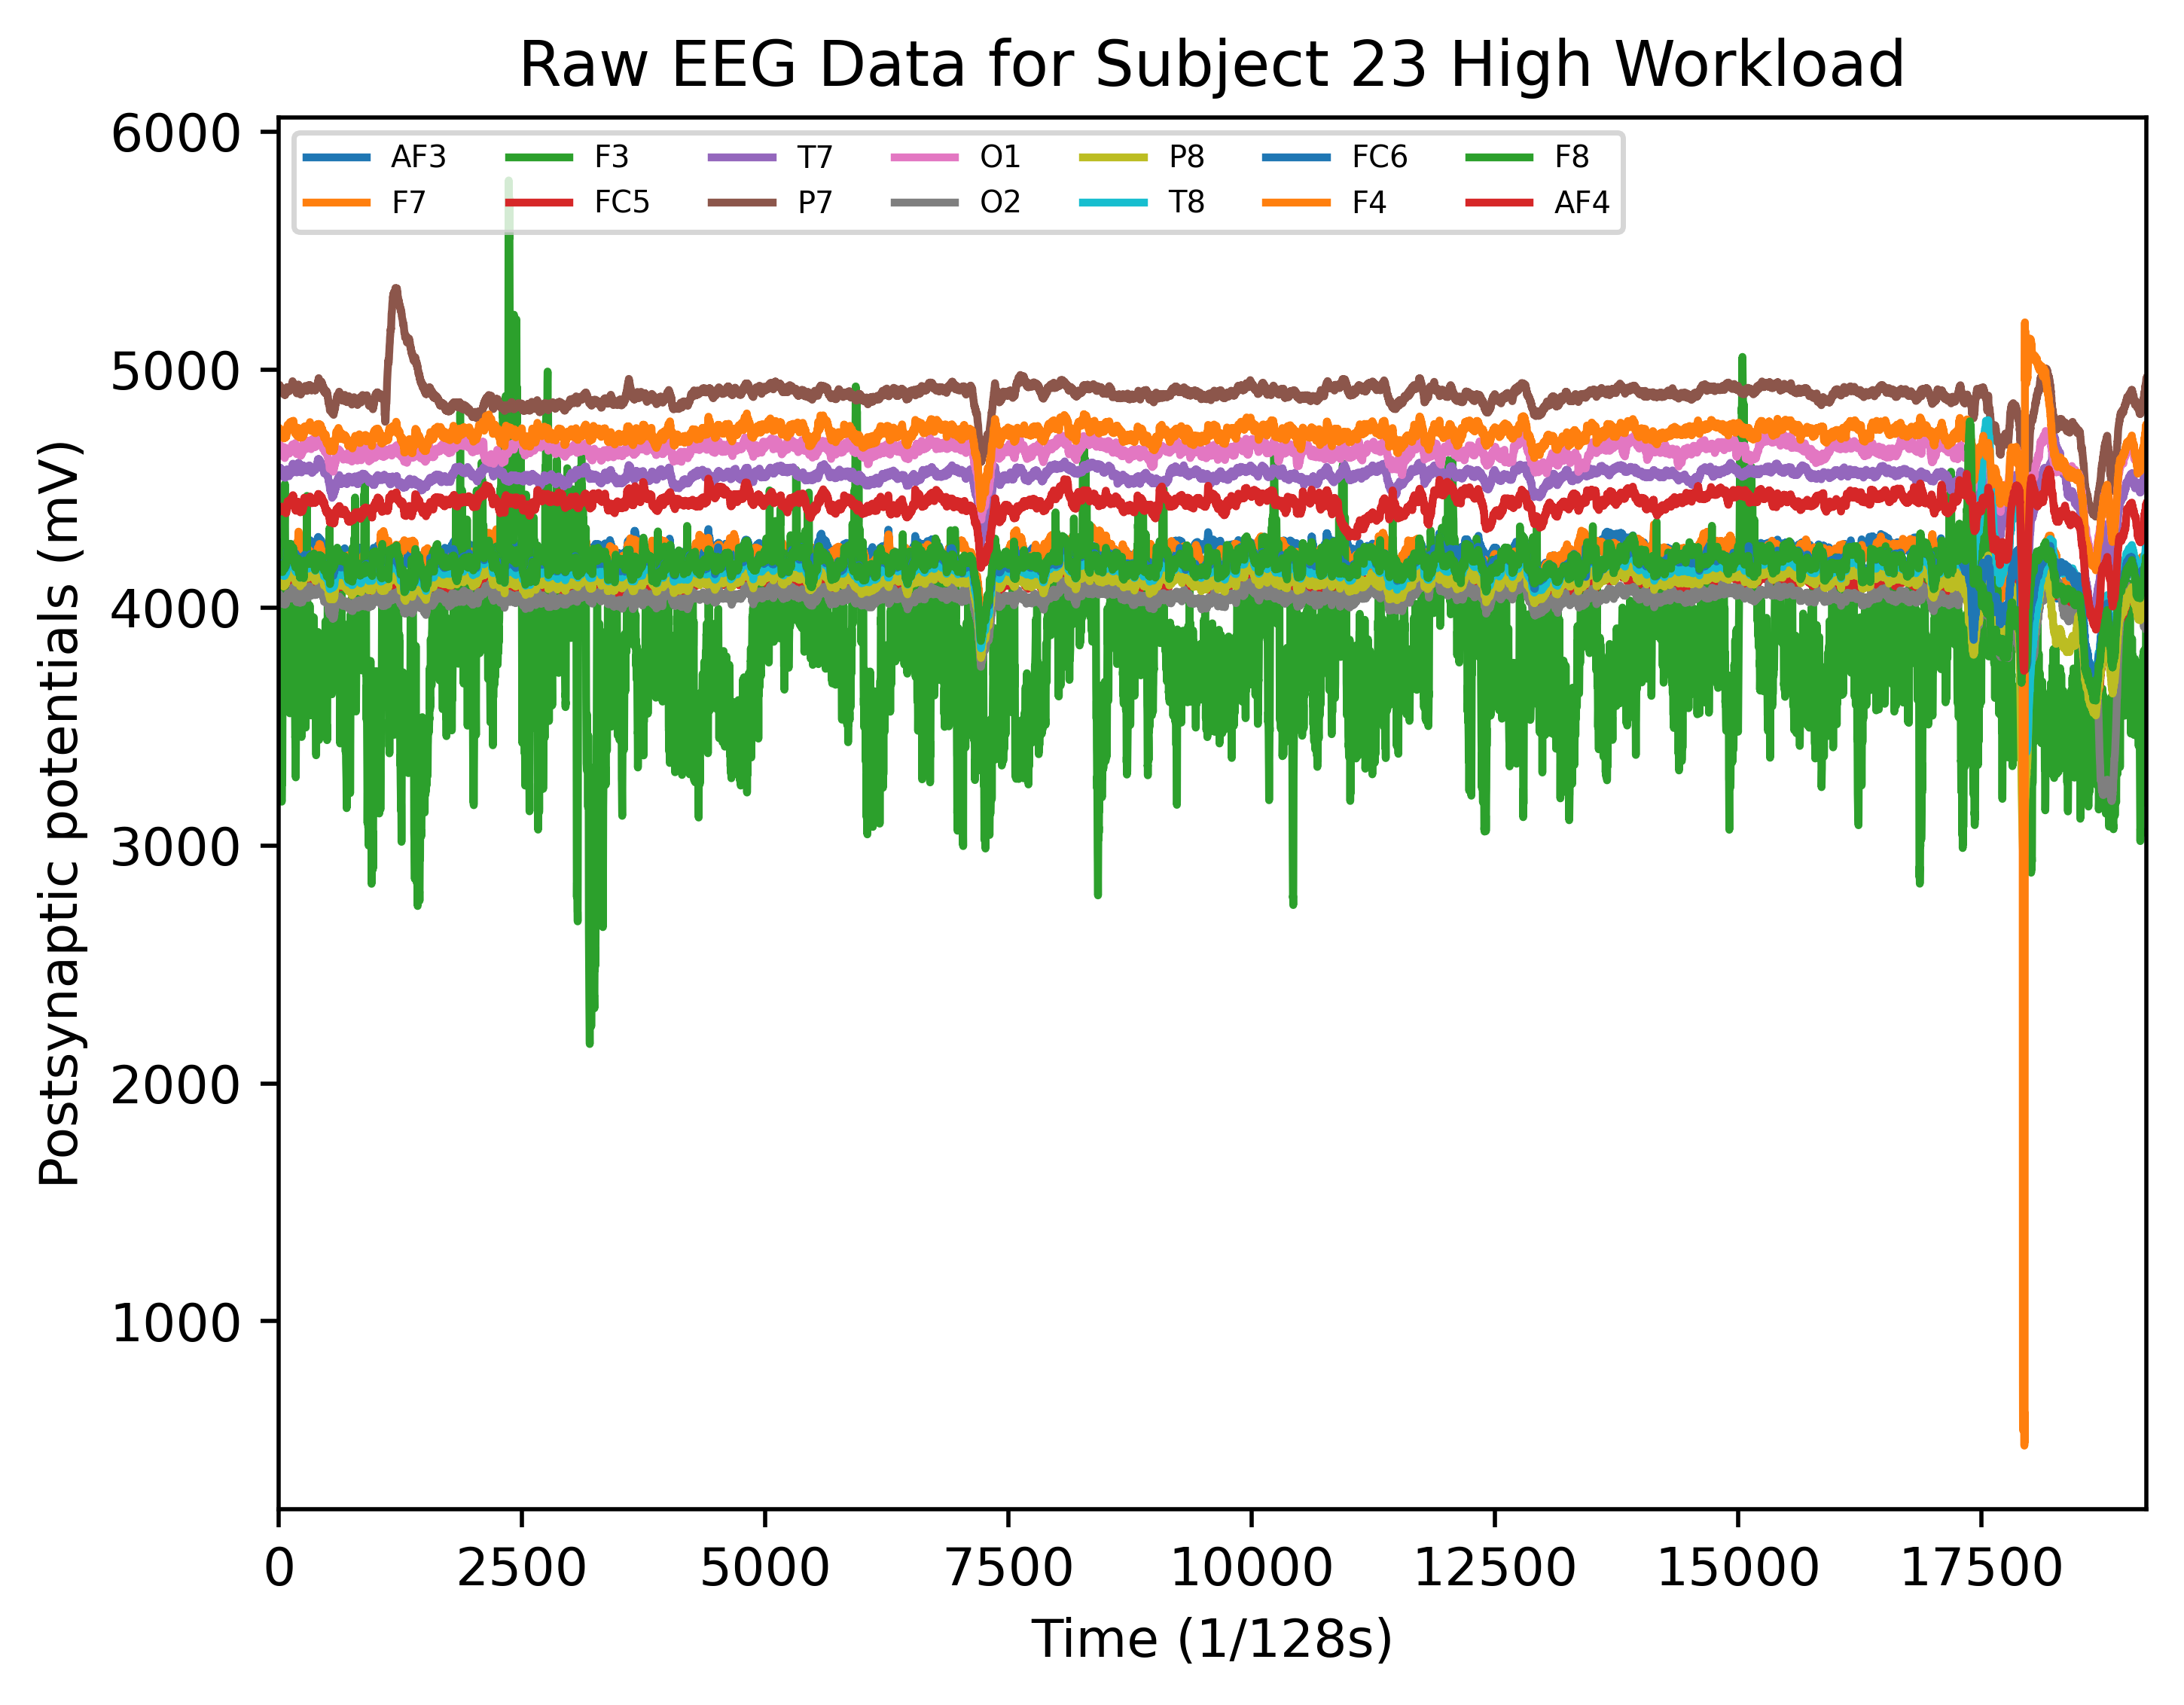 Raw EEG Data for Subject 23 High Workload
6000
AF3 F3 T7 O1 P8 FC6 F8
F7 FC5 P7 O2 T8 F4 AF4
5000
4000
3000
2000
1000
Postsynaptic potentials (mV)
0 2500 5000 7500 10000 12500 15000 17500
Time (1/128s)